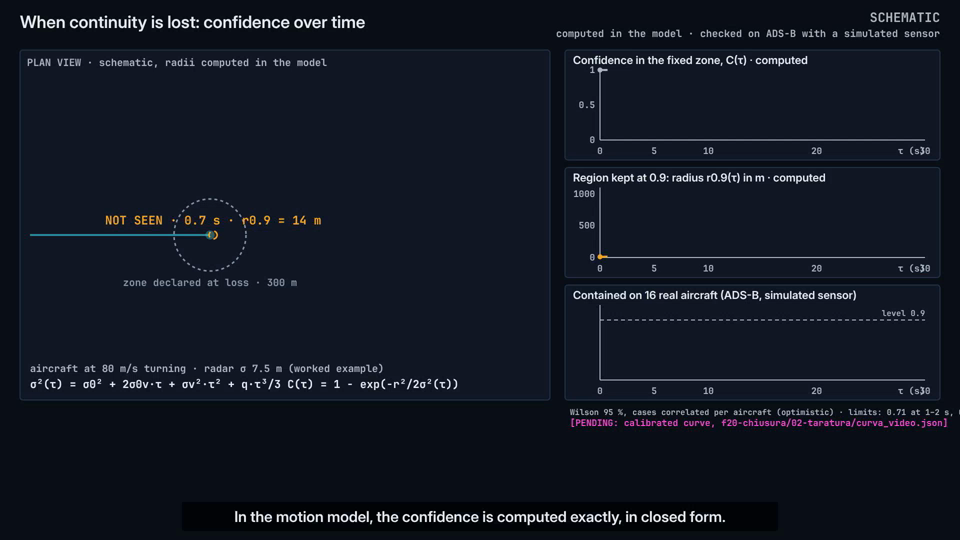 When continuity is lost: confidence over time
SCHEMATIC
computed in the model · checked on ADS-B with a simulated sensor
PLAN VIEW · schematic, radii computed in the model
NOT SEEN · 0.7 s · r0.9 = 14 m
zone declared at loss · 300 m
aircraft at 80 m/s turning · radar σ 7.5 m (worked example)
σ²(τ) = σ0² + 2σ0v·τ + σv²·τ² + q·τ³/3 C(τ) = 1 - exp(-r²/2σ²(τ))
Confidence in the fixed zone, C(τ) · computed
1
0.5
0
0 5 10 20 τ (s) 30
Region kept at 0.9: radius r0.9(τ) in m · computed
1000
500
0
0 5 10 20 τ (s) 30
Contained on 16 real aircraft (ADS-B, simulated sensor)
level 0.9
0 5 10 20 τ (s) 30
Wilson 95 %, cases correlated per aircraft (optimistic) · limits: 0.71 at 1-2 s,
[PENDING: calibrated curve, f20-chiusura/02-taratura/curva_video.json]
In the motion model, the confidence is computed exactly, in closed form.